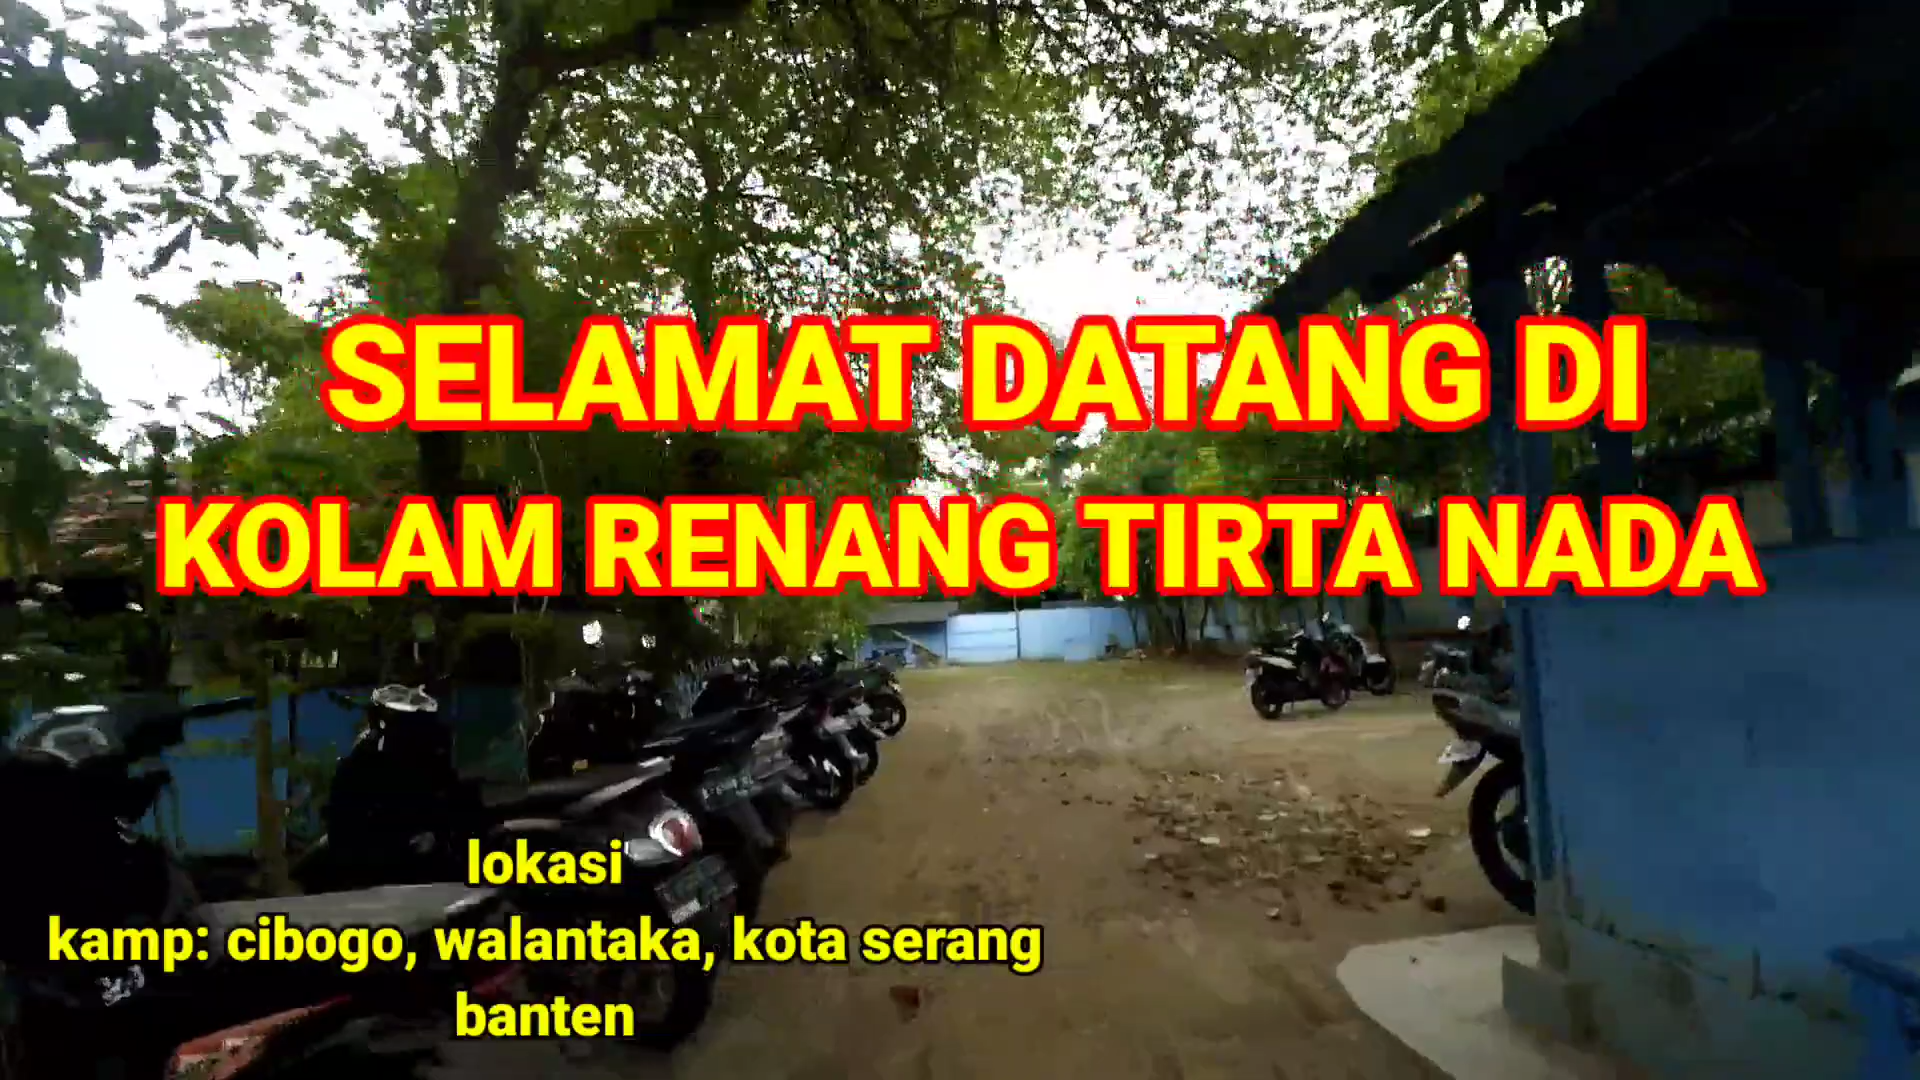 SELAMAT DATANG DI
KOLAM RENANG TIRTA NADA
lokasi
kamp: cibogo, walantaka, kota serang
banten